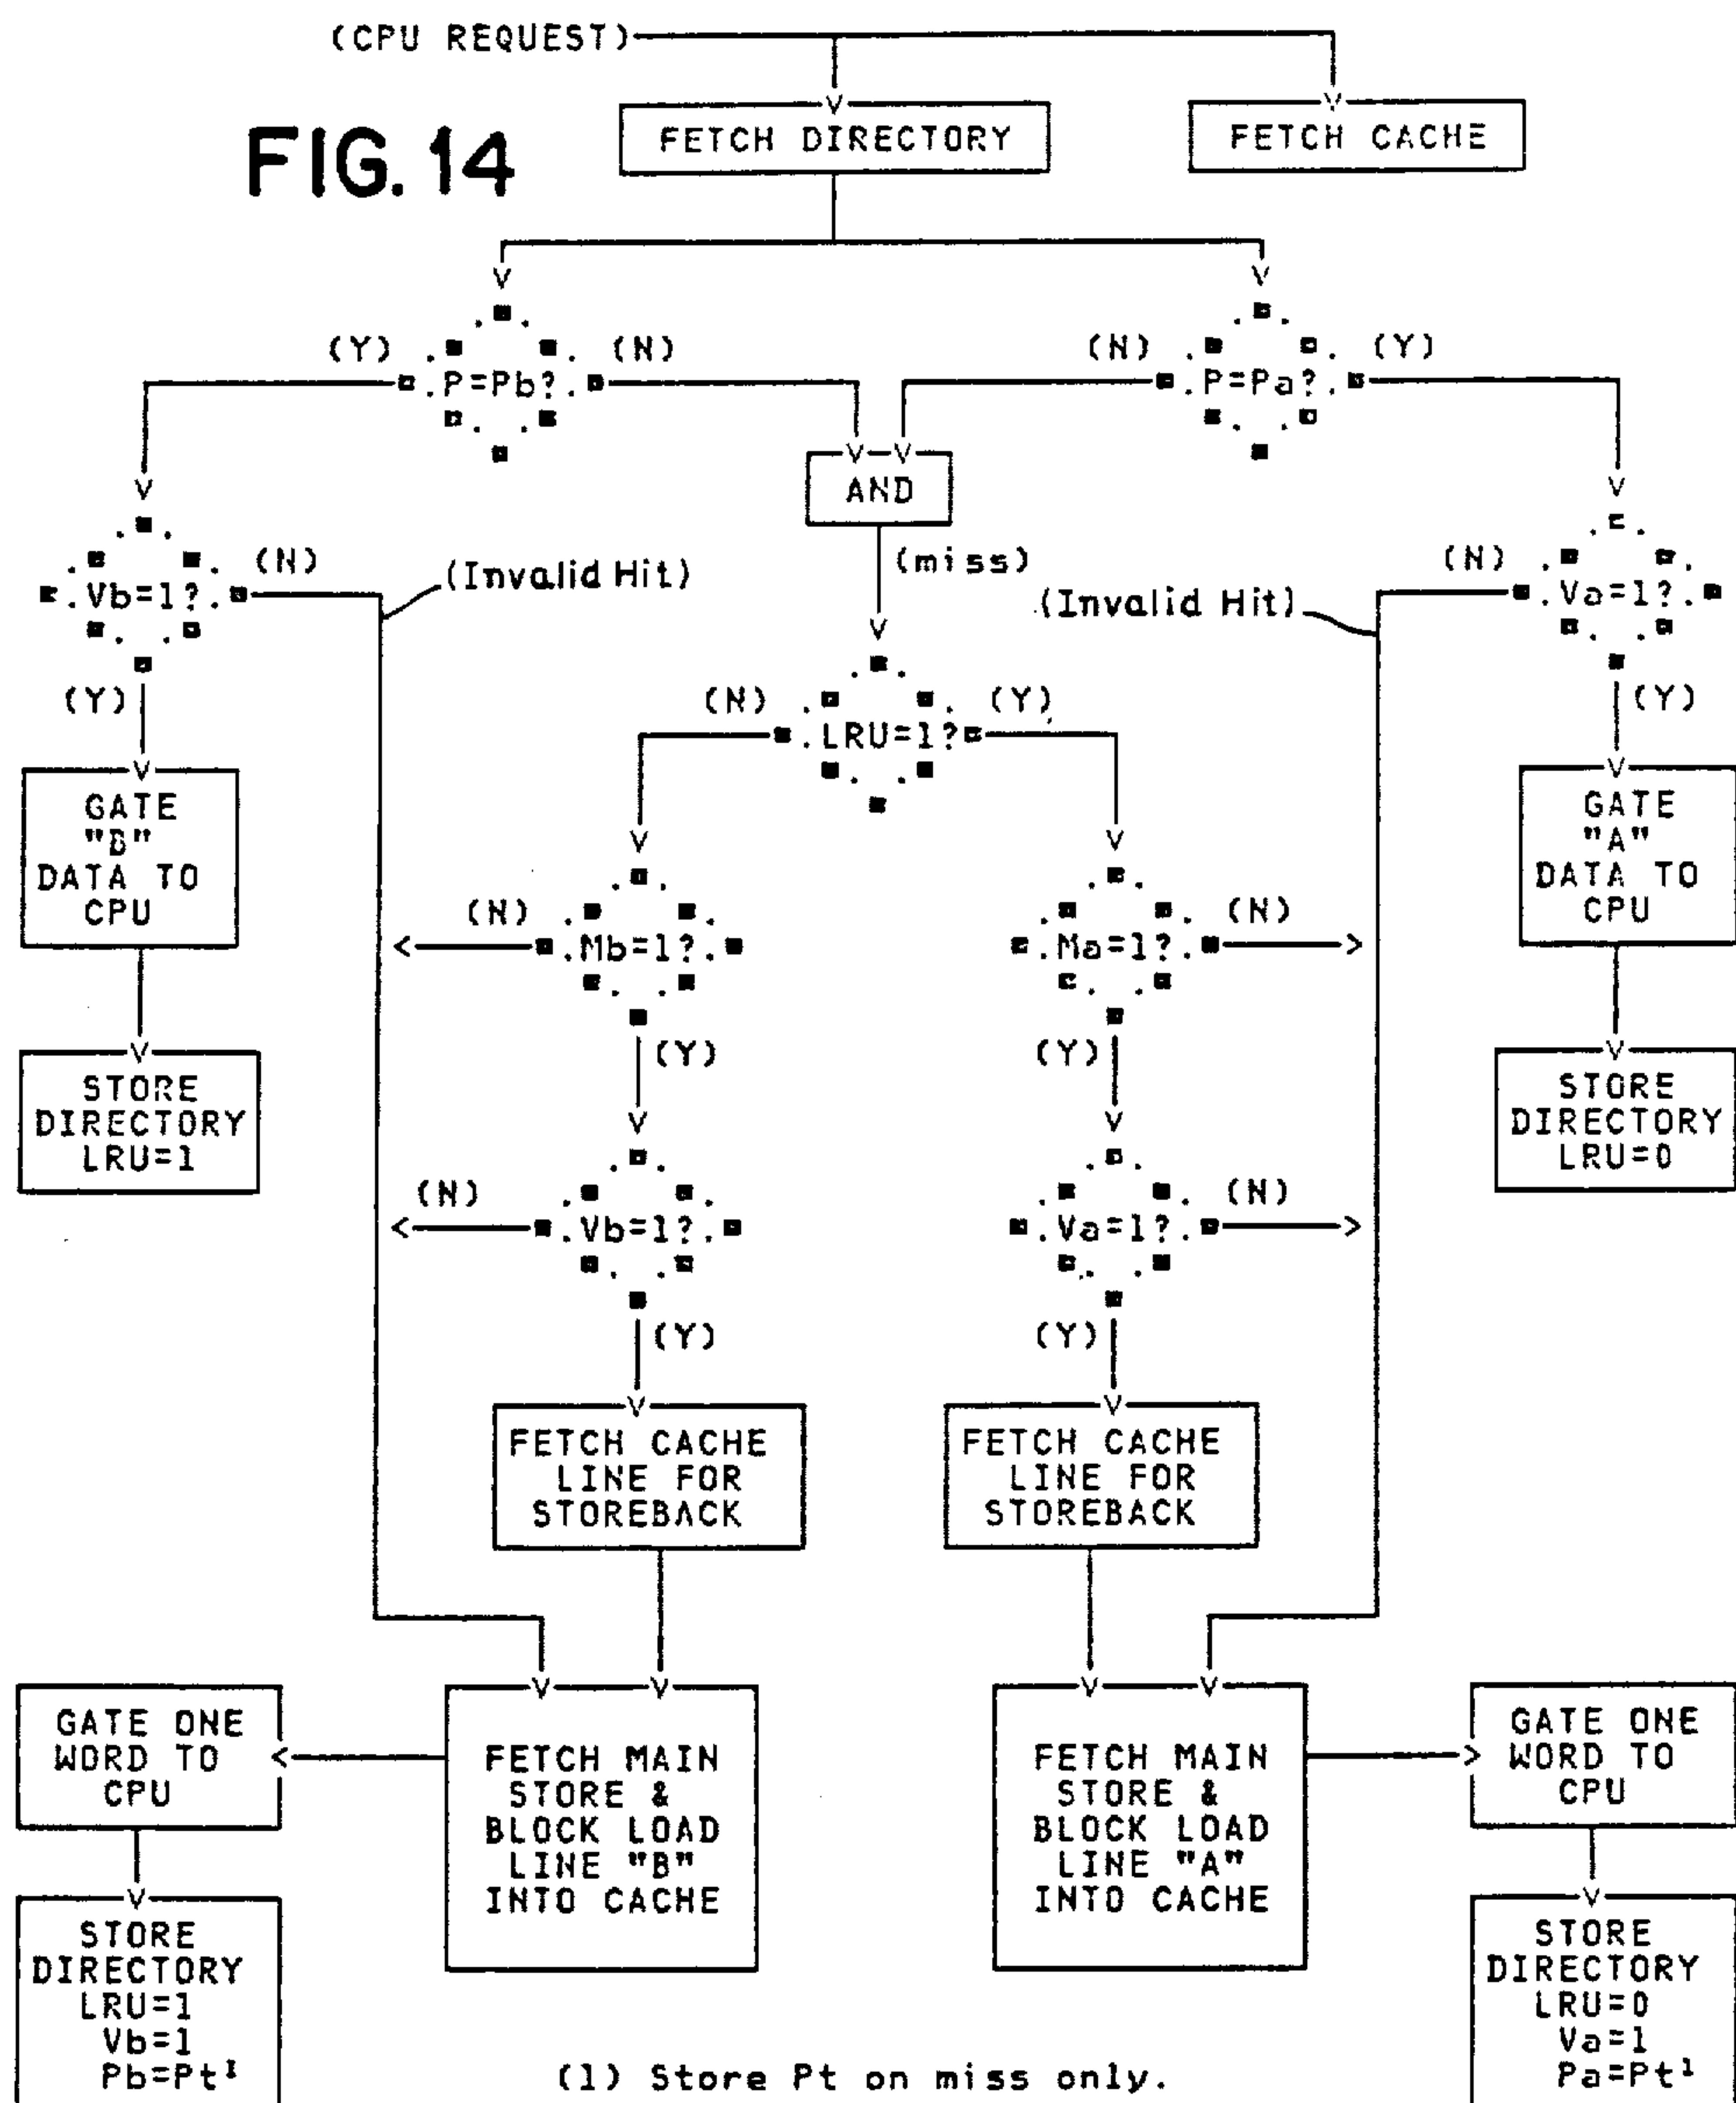 (CPU REQUEST)
FIG. 14
FETCH DIRECTORY
FETCH CACHE
(Y)
P=Pb?
(N)
(N)
P=Pa?
(Y)
AND
(miss)
Vb=1?
(N)
(Invalid Hit)
(Invalid Hit)
(N)
Va=1?
(Y)
(Y)
(N)
LRU=1?
(Y)
GATE
"B"
DATA TO
CPU
GATE
"A"
DATA TO
CPU
(N)
Mb=1?
(Y)
Ma=1?
(N)
(Y)
STORE
DIRECTORY
LRU=1
STORE
DIRECTORY
LRU=0
(N)
Vb=1?
(Y)
Va=1?
(N)
(Y)
FETCH CACHE
LINE FOR
STOREBACK
FETCH CACHE
LINE FOR
STOREBACK
GATE ONE
WORD TO
CPU
FETCH MAIN
STORE &
BLOCK LOAD
LINE "B"
INTO CACHE
FETCH MAIN
STORE &
BLOCK LOAD
LINE "A"
INTO CACHE
GATE ONE
WORD TO
CPU
STORE
DIRECTORY
LRU=1
Vb=1
Pb=Pt¹
STORE
DIRECTORY
LRU=0
Va=1
Pa=Pt¹
(1) Store Pt on miss only.